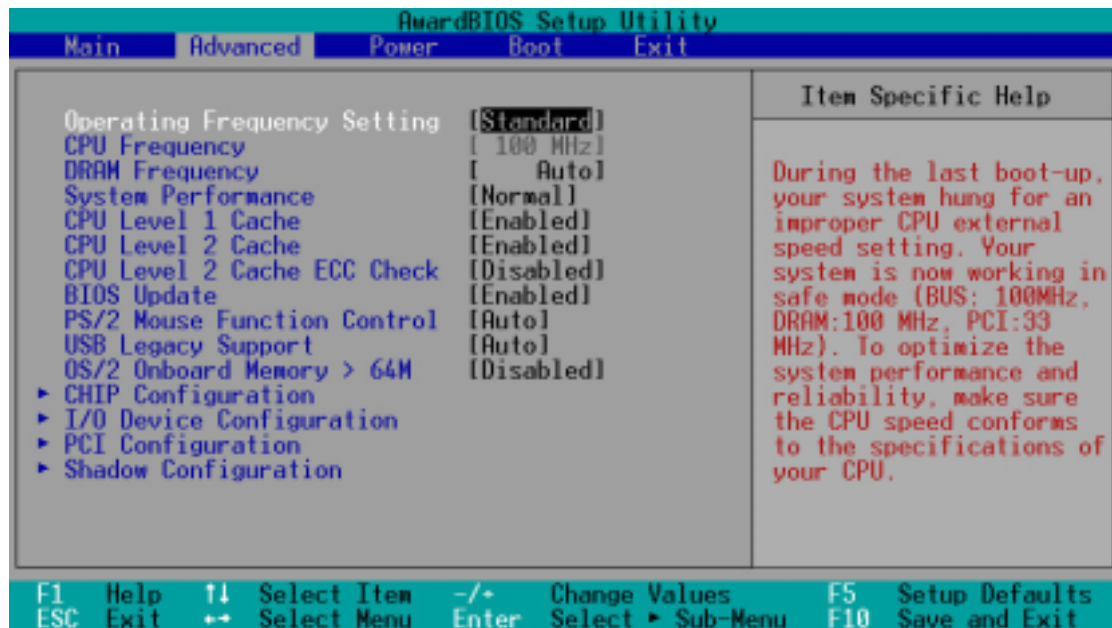 AwardBIOS Setup Utility
Main Advanced Power Boot Exit
Operating Frequency Setting [Standard]
CPU Frequency [ 100 MHz]
DRAM Frequency [ Auto]
System Performance [Normal]
CPU Level 1 Cache [Enabled]
CPU Level 2 Cache [Enabled]
CPU Level 2 Cache ECC Check [Disabled]
BIOS Update [Enabled]
PS/2 Mouse Function Control [Auto]
USB Legacy Support [Auto]
OS/2 Onboard Memory > 64M [Disabled]
▶ CHIP Configuration
▶ I/O Device Configuration
▶ PCI Configuration
▶ Shadow Configuration
Item Specific Help
During the last boot-up,
your system hung for an
improper CPU external
speed setting. Your
system is now working in
safe mode (BUS: 100MHz,
DRAM:100 MHz, PCI:33
MHz). To optimize the
system performance and
reliability, make sure
the CPU speed conforms
to the specifications of
your CPU.
F1 Help ↑↓ Select Item -/+ Change Values F5 Setup Defaults
ESC Exit ←→ Select Menu Enter Select ▶ Sub-Menu F10 Save and Exit